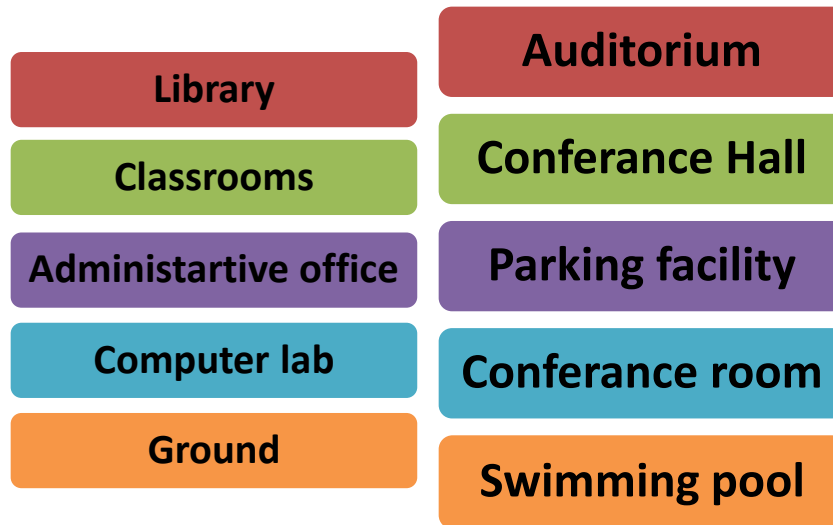 Library
Classrooms
Administartive office
Computer lab
Ground
Auditorium
Conferance Hall
Parking facility
Conferance room
Swimming pool